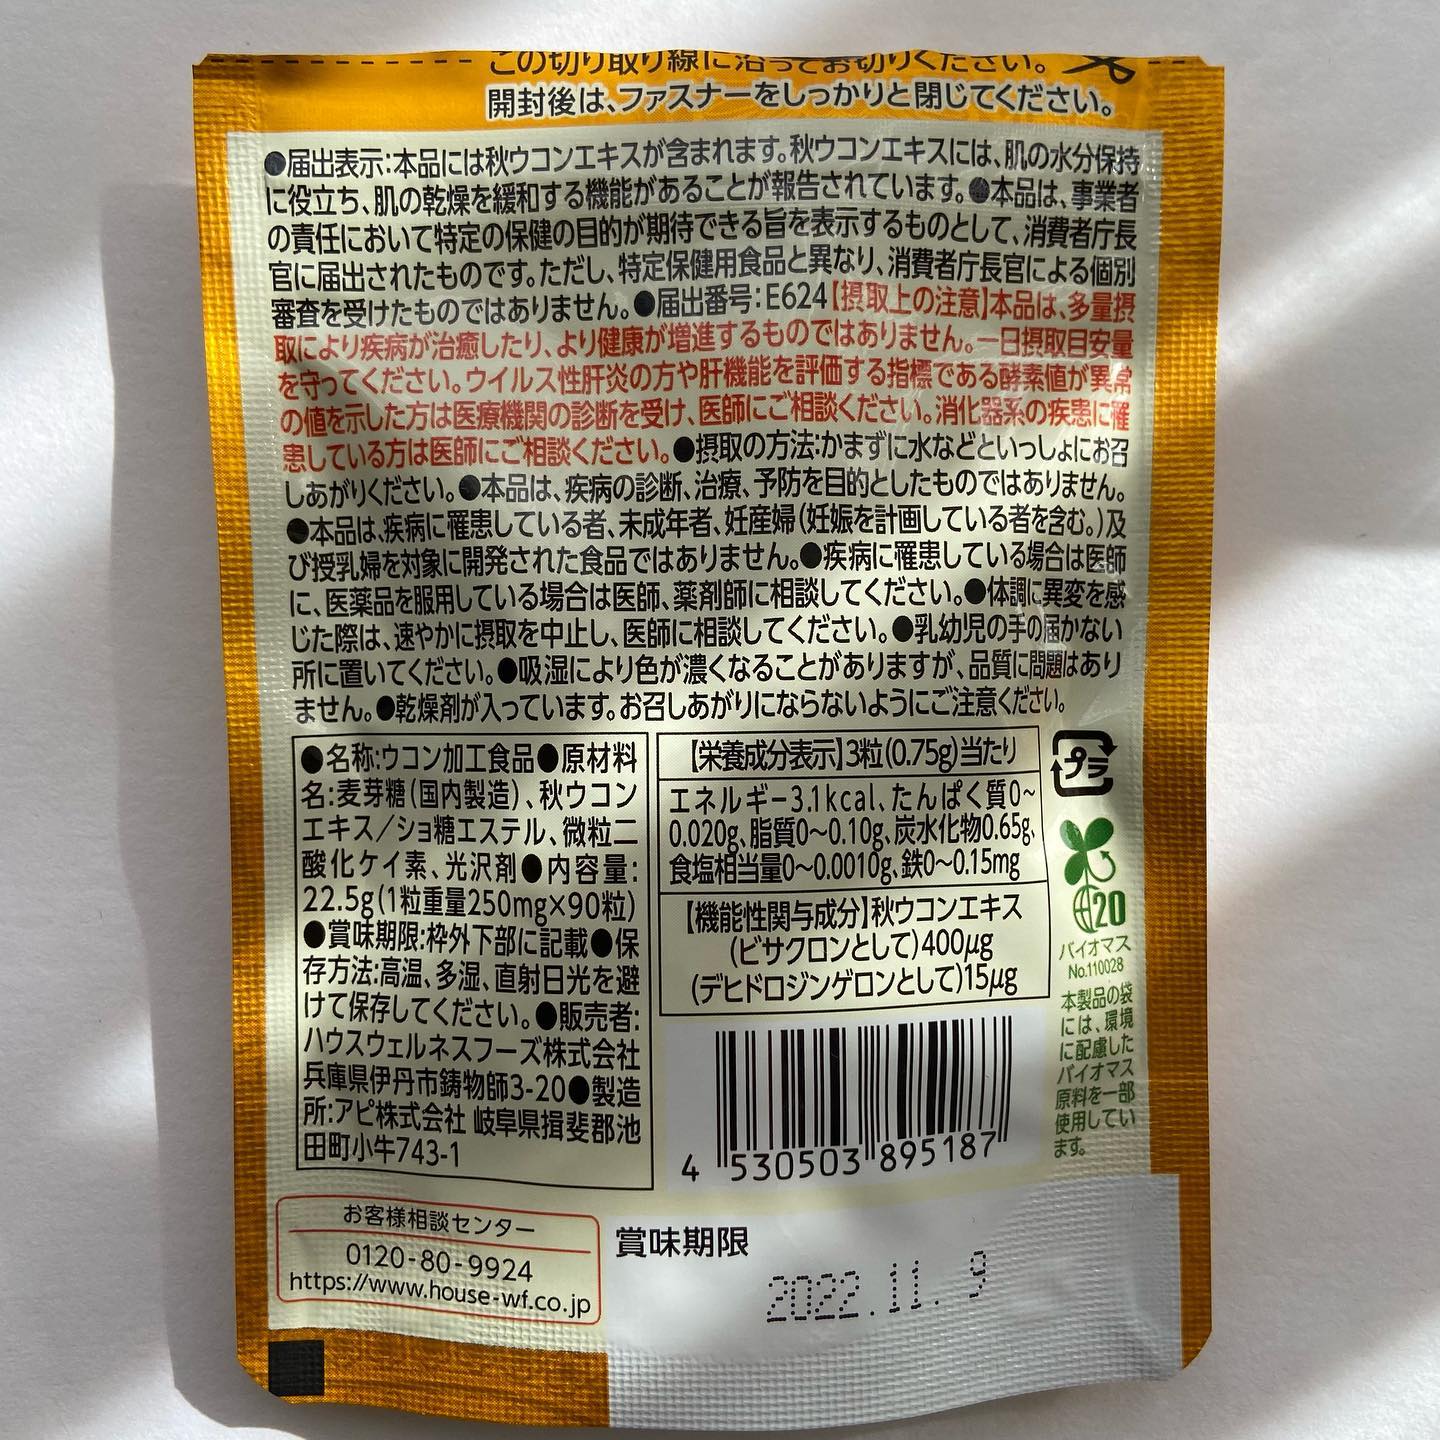 この切り取り線に沿ってお切りください。
開封後は、ファスナーをしっかりと閉じてください。
●届出表示:本品には秋ウコンエキスが含まれます。秋ウコンエキスには、肌の水分保持
に役立ち、肌の乾燥を緩和する機能があることが報告されています。●本品は、事業者
の責任において特定の保健の目的が期待できる旨を表示するものとして、消費者庁長
官に届出されたものです。ただし、特定保健用食品と異なり、消費者庁長官による個別
審査を受けたものではありません。●届出番号:E624【摂取上の注意】本品は、多量摂
取により疾病が治癒したり、より健康が増進するものではありません。一日摂取目安量
を守ってください。ウイルス性肝炎の方や肝機能を評価する指標である酵素値が異常
の値を示した方は医療機関の診断を受け、医師にご相談ください。消化器系の疾患に罹
患している方は医師にご相談ください。●摂取の方法:かまずに水などといっしょにお召
しあがりください。●本品は、疾病の診断、治療、予防を目的としたものではありません。
●本品は、疾病に罹患している者、未成年者、妊産婦(妊娠を計画している者を含む。)及
び授乳婦を対象に開発された食品ではありません。●疾病に罹患している場合は医師
に、医薬品を服用している場合は医師、薬剤師に相談してください。●体調に異変を感
じた際は、速やかに摂取を中止し、医師に相談してください。●乳幼児の手の届かない
所に置いてください。●吸湿により色が濃くなることがありますが、品質に問題はあり
ません。●乾燥剤が入っています。お召しあがりにならないようにご注意ください。
●名称:ウコン加工食品●原材料
名:麦芽糖(国内製造)、秋ウコン
エキス/ショ糖エステル、微粒二
酸化ケイ素、光沢剤●内容量:
22.5g(1粒重量250mg×90粒)
●賞味期限:枠外下部に記載●保
存方法:高温、多湿、直射日光を避
けて保存してください。●販売者:
ハウスウェルネスフーズ株式会社
兵庫県伊丹市鋳物師3-20●製造
所:アピ株式会社 岐阜県揖斐郡池
田町小牛743-1
【栄養成分表示】3粒(0.75g)当たり
エネルギー3.1kcal、たんぱく質0~
0.020g、脂質0~0.10g、炭水化物0.65g、
食塩相当量0~0.0010g、鉄0~0.15mg
【機能性関与成分】秋ウコンエキス
(ビサクロンとして)400μg
(デヒドロジンゲロンとして)15μg
プラ
20
バイオマス
No.110028
本製品の袋
には、環境
に配慮した
バイオマス
原料を一部
使用してい
ます。
4 530503 895187
お客様相談センター
0120-80-9924
https://www.house-wf.co.jp
賞味期限
2022.11.9